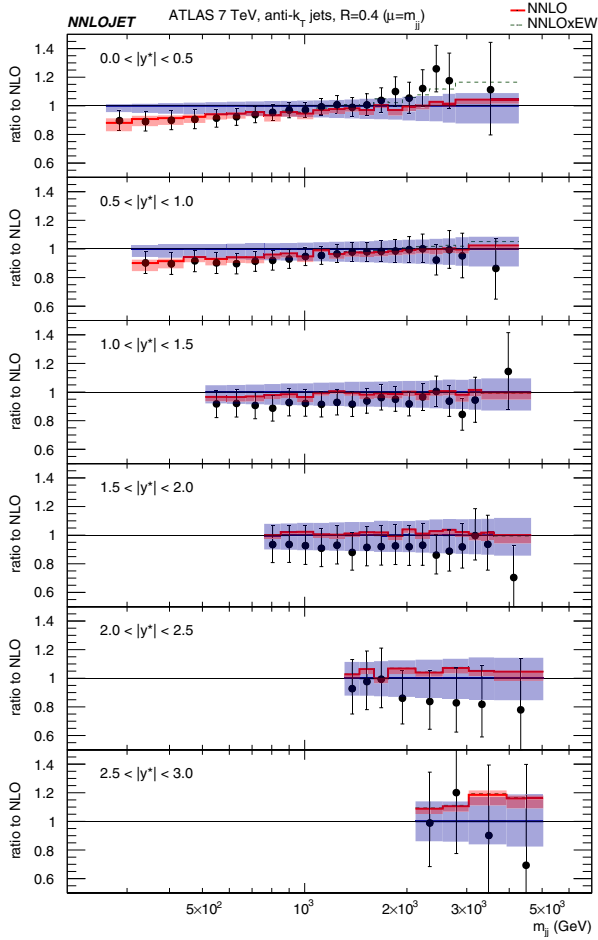 NNLOJET ATLAS 7 TeV, anti-k_T jets, R=0.4 (μ=m_jj)
NNLO
NNLOxEW
0.0 < |y*| < 0.5
ratio to NLO
1.4
1.2
1
0.8
0.6
0.5 < |y*| < 1.0
ratio to NLO
1.4
1.2
1
0.8
0.6
1.0 < |y*| < 1.5
ratio to NLO
1.4
1.2
1
0.8
0.6
1.5 < |y*| < 2.0
ratio to NLO
1.4
1.2
1
0.8
0.6
2.0 < |y*| < 2.5
ratio to NLO
1.4
1.2
1
0.8
0.6
2.5 < |y*| < 3.0
ratio to NLO
1.4
1.2
1
0.8
0.6
5×10² 10³ 2×10³ 3×10³ 5×10³
m_jj (GeV)